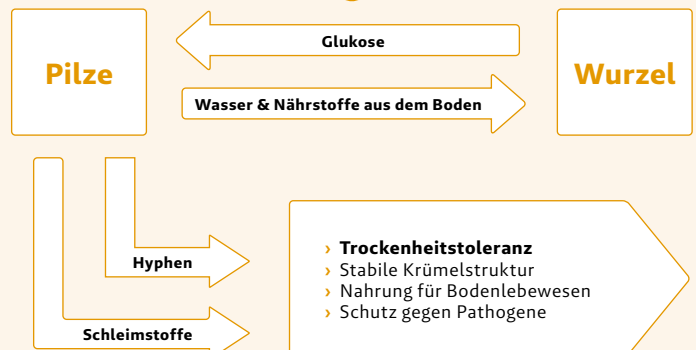 Glukose
Pilze
Wurzel
Wasser & Nährstoffe aus dem Boden
Hyphen
Schleimstoffe
› Trockenheitstoleranz
› Stabile Krümelstruktur
› Nahrung für Bodenlebewesen
› Schutz gegen Pathogene